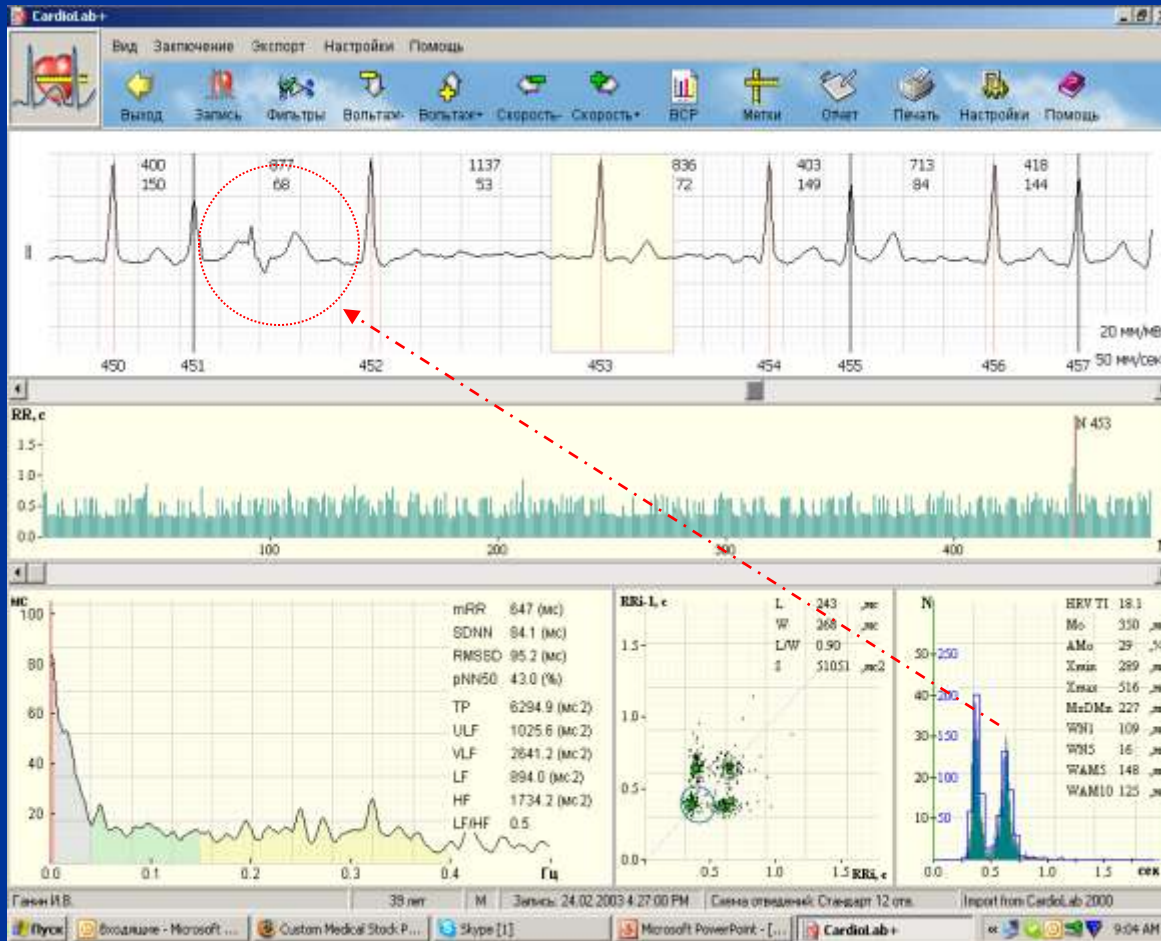 CardioLab+
Вид Заключение Экспорт Настройки Помощь
Выход Запись Фильтры Вольтаж- Вольтаж+ Скорость- Скорость+ ВСР Метки Отчет Печать Настройки Помощь
400 877 1137 836 403 713 418
150 68 53 72 149 84 144
II
20 мм/мВ
450 451 452 453 454 455 456 457 50 мм/сек
RR, с
N 453
1.5
1.0
0.5
0.0
100 200 300 400
мс
100
80
60
40
20
0.0 0.1 0.2 0.3 0.4 Гц
mRR 647 (мс)
SDNN 84.1 (мс)
RMSSD 95.2 (мс)
pNN50 43.0 (%)
TP 6294.9 (мс2)
ULF 1025.6 (мс2)
VLF 2641.2 (мс2)
LF 894.0 (мс2)
HF 1734.2 (мс2)
LF/HF 0.5
RRi-1, с
L 243 ,мс
W 268 ,мс
L/W 0.90
S 51051 ,мс2
1.5
1.0
0.5
0.0
0.5 1.0 1.5 RRi, с
N
HRV TI 18.1
Mo 350
AMo 29
Xmin 289
Xmax 516
MxDMn 227
WN1 109
WN5 16
WAM5 148
WAM10 125
50 250
40 200
30 150
20 100
10 50
0.0 0.5 1.0 1.5 сек
Ганин И.В. 39 лет М Запись: 24.02.2003 4:27:00 PM Схема отведений: Стандарт 12 отв. Import from CardioLab 2000
Пуск Входящие - Microsoft ... Custom Medical Stock P... Skype [1] Microsoft PowerPoint - [... CardioLab+ 9:04 AM